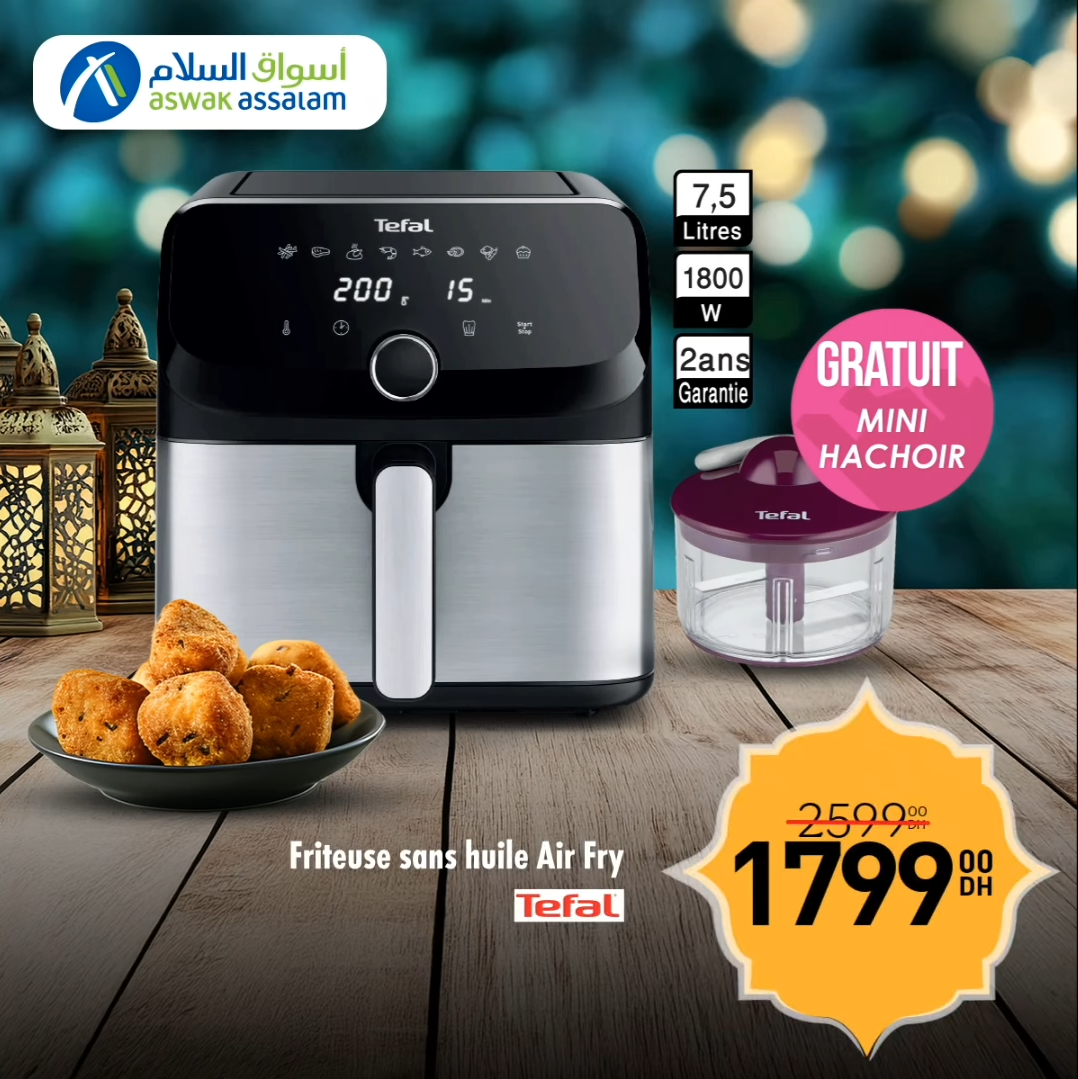 أسواق السلام
aswak assalam
Tefal
200
15
Start
Stop
7,5
Litres
1800
W
2ans
Garantie
GRATUIT
MINI
HACHOIR
Tefal
2599 00
DH
1799 00
DH
Friteuse sans huile Air Fry
Tefal